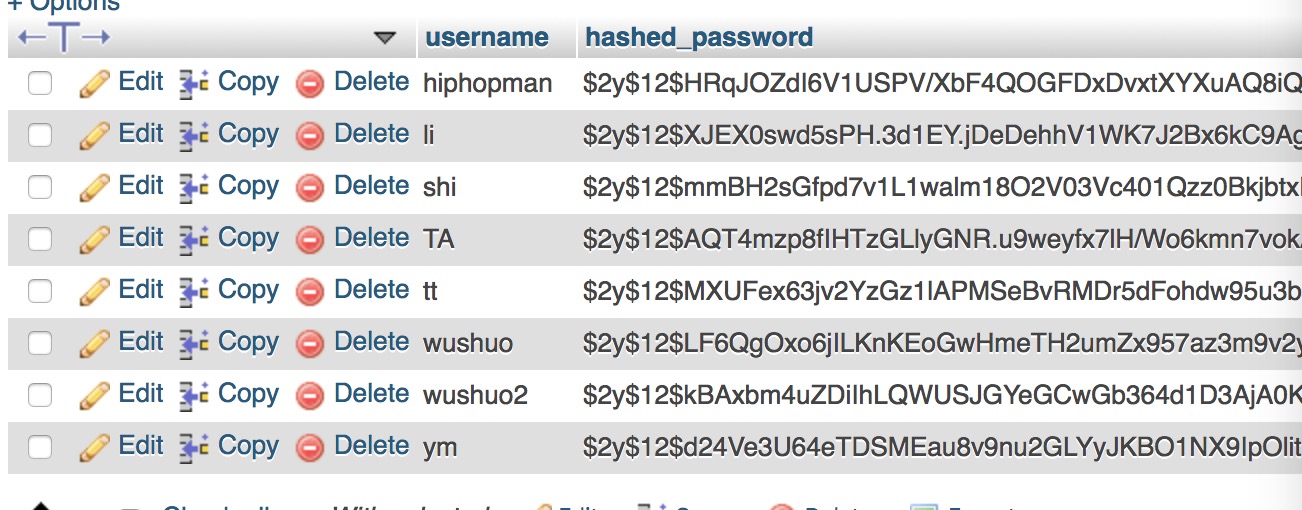 + Options
username hashed_password
Edit Copy Delete hiphopman $2y$12$HRqJOZdI6V1USPV/XbF4QOGFDxDvxtXYXuAQ8iQ
Edit Copy Delete li $2y$12$XJEX0swd5sPH.3d1EY.jDeDehhV1WK7J2Bx6kC9Ag
Edit Copy Delete shi $2y$12$mmBH2sGfpd7v1L1walm18O2V03Vc401Qzz0Bkjbtx
Edit Copy Delete TA $2y$12$AQT4mzp8fIHTzGLlyGNR.u9weyfx7lH/Wo6kmn7vok
Edit Copy Delete tt $2y$12$MXUFex63jv2YzGz1lAPMSeBvRMDr5dFohdw95u3b
Edit Copy Delete wushuo $2y$12$LF6QgOxo6jILKnKEoGwHmeTH2umZx957az3m9v2y
Edit Copy Delete wushuo2 $2y$12$kBAxbm4uZDiIhLQWUSJGYeGCwGb364d1D3AjA0K
Edit Copy Delete ym $2y$12$d24Ve3U64eTDSMEau8v9nu2GLYyJKBO1NX9IpOlit